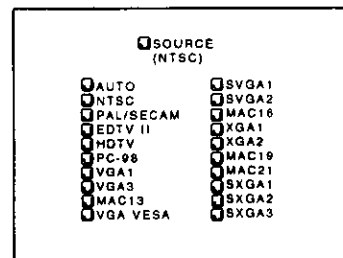 SOURCE
(NTSC)
AUTO
NTSC
PAL/SECAM
EDTV II
HDTV
PC-98
VGA1
VGA3
MAC13
VGA VESA
SVGA1
SVGA2
MAC16
XGA1
XGA2
MAC19
MAC21
SXGA1
SXGA2
SXGA3